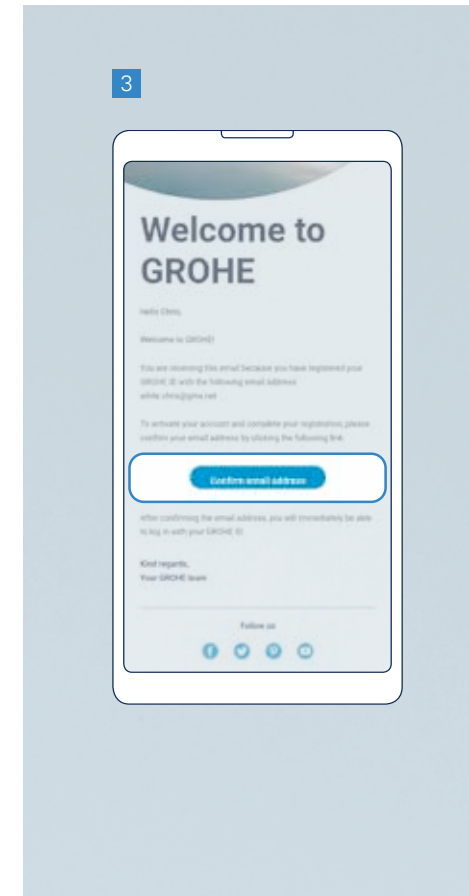 3
Welcome to
GROHE
Hello Chris,
Welcome to GROHE!
You are receiving this email because you have registered your
GROHE ID with the following email address:
To activate your account and complete your registration, please
confirm your email address by clicking the following link.
Confirm email address
After confirming the email address, you will immediately be able
to log in with your GROHE ID.
Kind regards,
Your GROHE team
Follow us